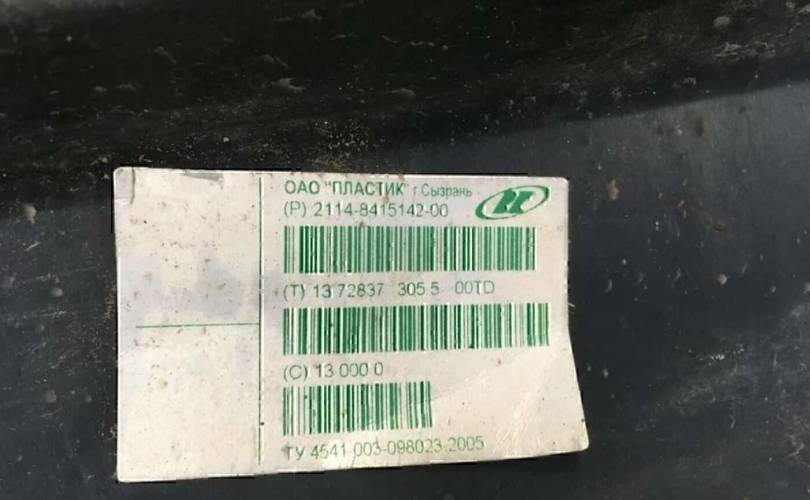 ОАО "ПЛАСТИК" г.Сызрань
(P) 2114-8415142-00
(T) 13 72837 305 5 00TD
(C) 13 000 0
ТУ 4541-003-098023-2005